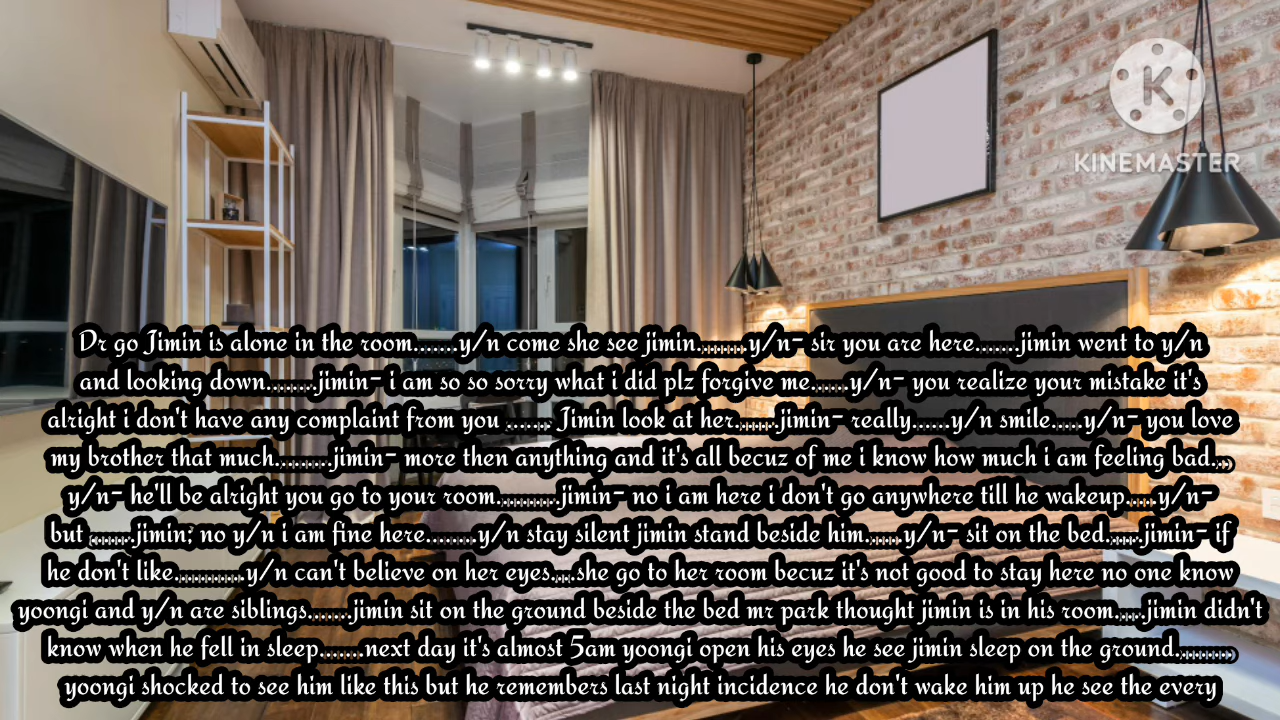 K
KINEMASTER
Dr go Jimin is alone in the room.......y/n come she see jimin..........y/n- sir you are here.......jimin went to y/n
and looking down........jimin- i am so so sorry what i did plz forgive me......y/n- you realize your mistake it's
alright i don't have any complaint from you ....... Jimin look at her........jimin- really......y/n smile.....y/n- you love
my brother that much..........jimin- more then anything and it's all becuz of me i know how much i am feeling bad....
y/n- he'll be alright you go to your room............jimin- no i am here i don't go anywhere till he wakeup......y/n-
but ........jimin; no y/n i am fine here........y/n stay silent jimin stand beside him.......y/n- sit on the bed.......jimin- if
he don't like.............y/n can't believe on her eyes.....she go to her room becuz it's not good to stay here no one know
yoongi and y/n are siblings........jimin sit on the ground beside the bed mr park thought jimin is in his room......jimin didn't
know when he fell in sleep........next day it's almost 5am yoongi open his eyes he see jimin sleep on the ground...........
yoongi shocked to see him like this but he remembers last night incidence he don't wake him up he see the every